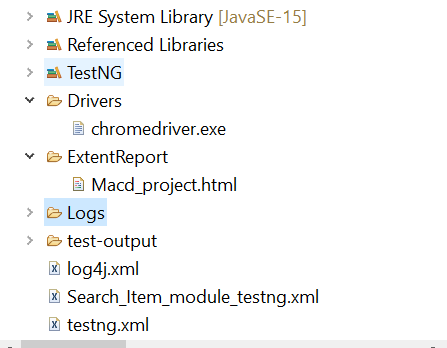 JRE System Library [JavaSE-15]
Referenced Libraries
TestNG
Drivers
chromedriver.exe
ExtentReport
Macd_project.html
Logs
test-output
log4j.xml
Search_Item_module_testng.xml
testng.xml